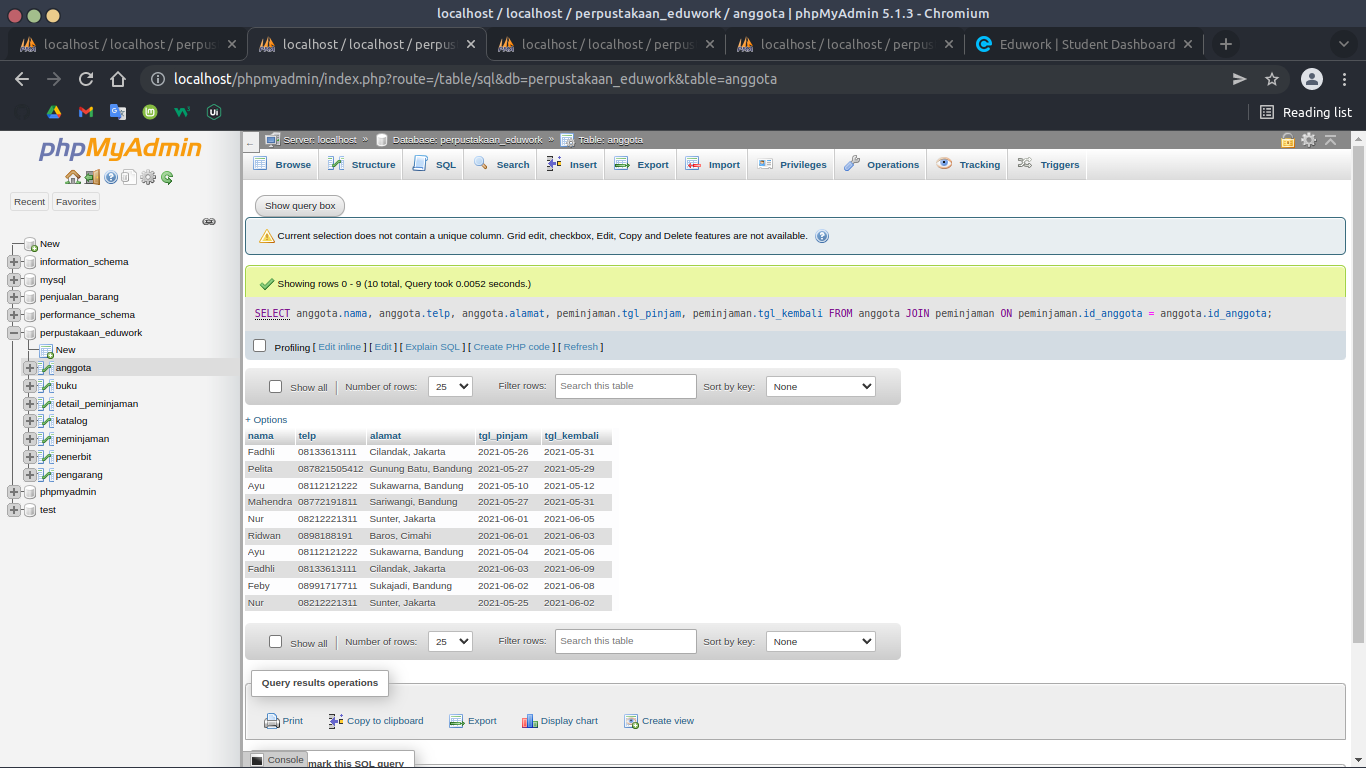 localhost / localhost / perpustakaan_eduwork / anggota | phpMyAdmin 5.1.3 - Chromium
localhost / localhost / perpus localhost / localhost / perpus localhost / localhost / perpus localhost / localhost / perpus Eduwork | Student Dashboard
localhost/phpmyadmin/index.php?route=/table/sql&db=perpustakaan_eduwork&table=anggota
Reading list
phpMyAdmin
Recent Favorites
New
information_schema
mysql
penjualan_barang
performance_schema
perpustakaan_eduwork
New
anggota
buku
detail_peminjaman
katalog
peminjaman
penerbit
pengarang
phpmyadmin
test
Server: localhost » Database: perpustakaan_eduwork » Table: anggota
Browse Structure SQL Search Insert Export Import Privileges Operations Tracking Triggers
Show query box
Current selection does not contain a unique column. Grid edit, checkbox, Edit, Copy and Delete features are not available.
Showing rows 0 - 9 (10 total, Query took 0.0052 seconds.)
SELECT anggota.nama, anggota.telp, anggota.alamat, peminjaman.tgl_pinjam, peminjaman.tgl_kembali FROM anggota JOIN peminjaman ON peminjaman.id_anggota = anggota.id_anggota;
Profiling [ Edit inline ] [ Edit ] [ Explain SQL ] [ Create PHP code ] [ Refresh ]
Show all | Number of rows: 25 Filter rows: Search this table Sort by key: None
+ Options
nama telp alamat tgl_pinjam tgl_kembali
Fadhli 08133613111 Cilandak, Jakarta 2021-05-26 2021-05-31
Pelita 087821505412 Gunung Batu, Bandung 2021-05-27 2021-05-29
Ayu 08112121222 Sukawarna, Bandung 2021-05-10 2021-05-12
Mahendra 08772191811 Sariwangi, Bandung 2021-05-27 2021-05-31
Nur 08212221311 Sunter, Jakarta 2021-06-01 2021-06-05
Ridwan 0898188191 Baros, Cimahi 2021-06-01 2021-06-03
Ayu 08112121222 Sukawarna, Bandung 2021-05-04 2021-05-06
Fadhli 08133613111 Cilandak, Jakarta 2021-06-03 2021-06-09
Feby 08991717711 Sukajadi, Bandung 2021-06-02 2021-06-08
Nur 08212221311 Sunter, Jakarta 2021-05-25 2021-06-02
Show all | Number of rows: 25 Filter rows: Search this table Sort by key: None
Query results operations
Print Copy to clipboard Export Display chart Create view
Console mark this SQL query